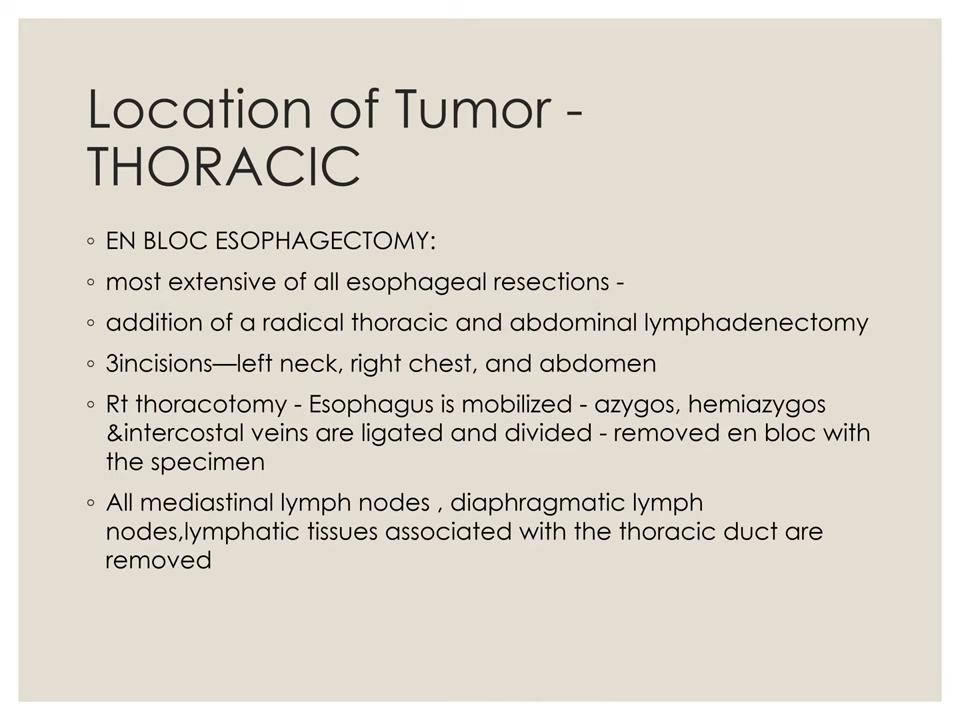 Location of Tumor -
THORACIC
◦ EN BLOC ESOPHAGECTOMY:
◦ most extensive of all esophageal resections -
◦ addition of a radical thoracic and abdominal lymphadenectomy
◦ 3incisions—left neck, right chest, and abdomen
◦ Rt thoracotomy - Esophagus is mobilized - azygos, hemiazygos
&intercostal veins are ligated and divided - removed en bloc with
the specimen
◦ All mediastinal lymph nodes , diaphragmatic lymph
nodes,lymphatic tissues associated with the thoracic duct are
removed